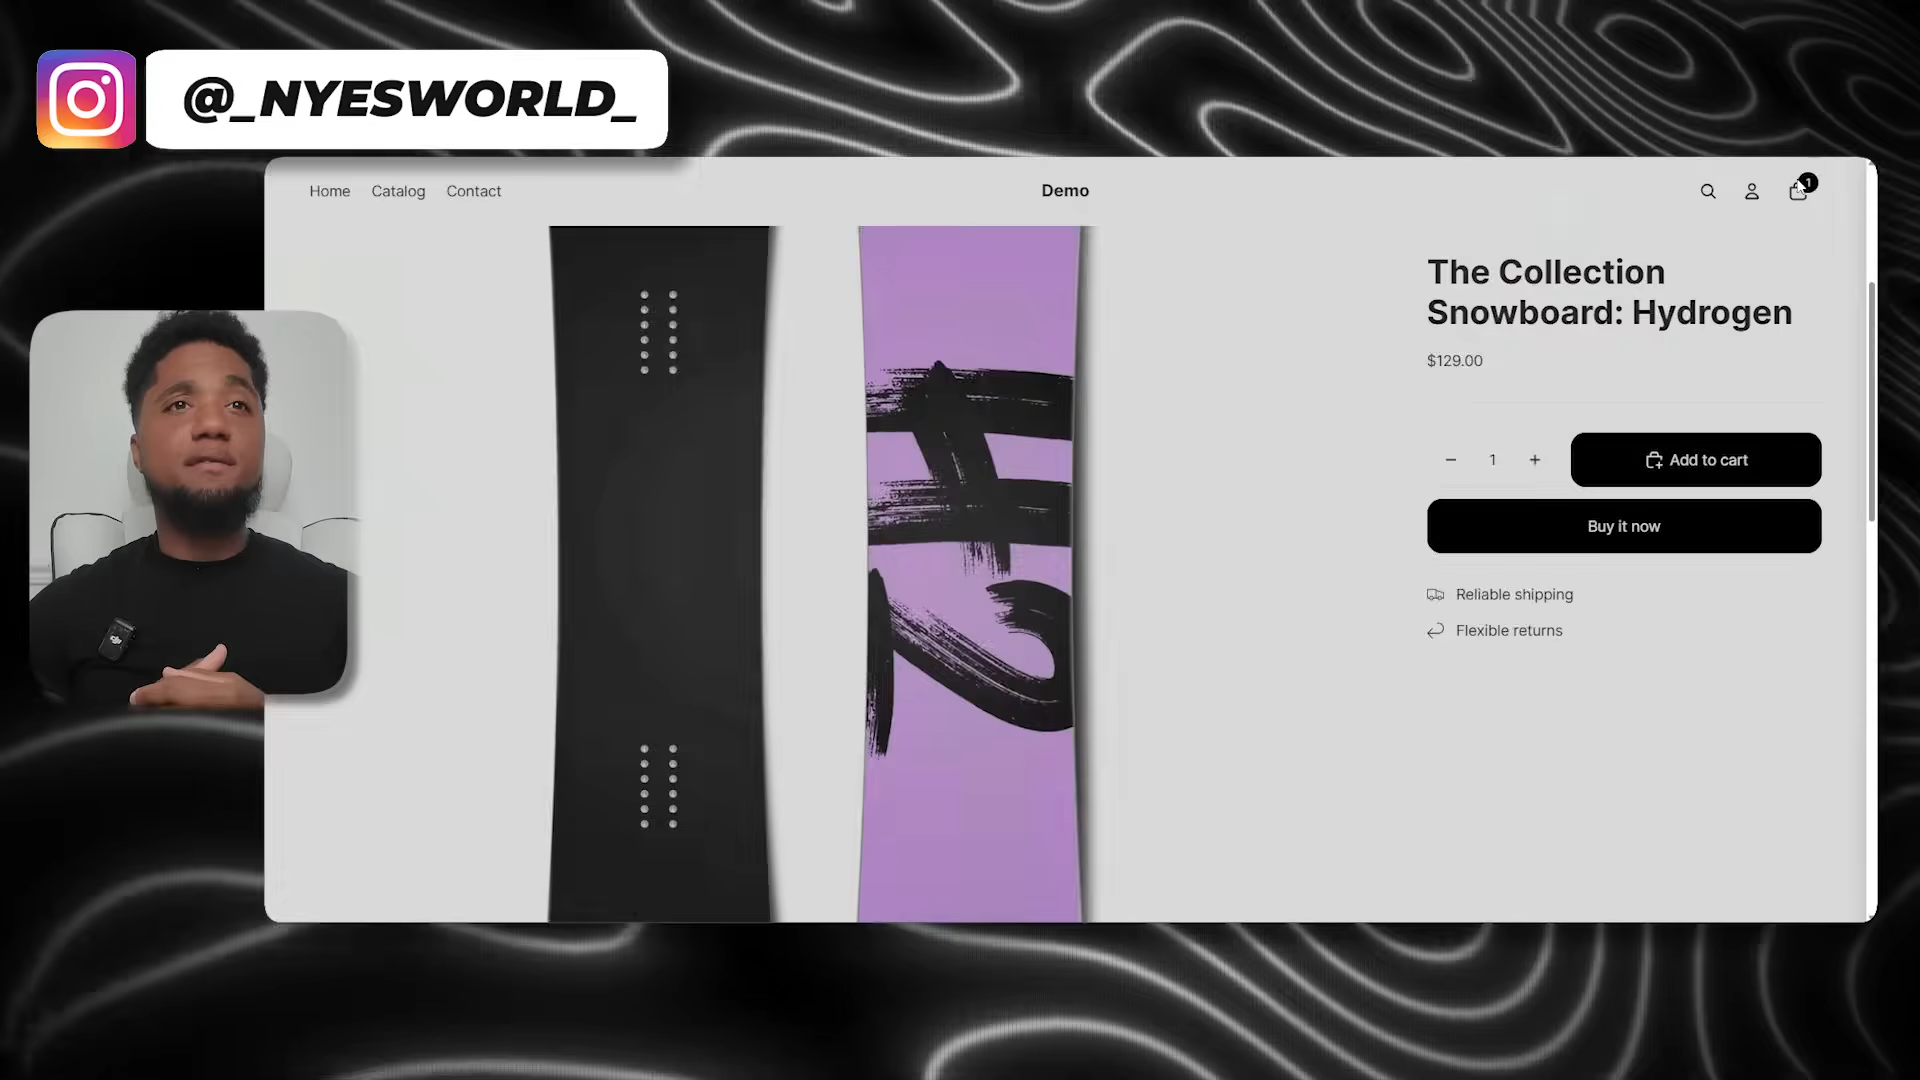 @_NYESWORLD_
Home Catalog Contact
Demo
1
The Collection
Snowboard: Hydrogen
$129.00
− 1 +
Add to cart
Buy it now
Reliable shipping
Flexible returns